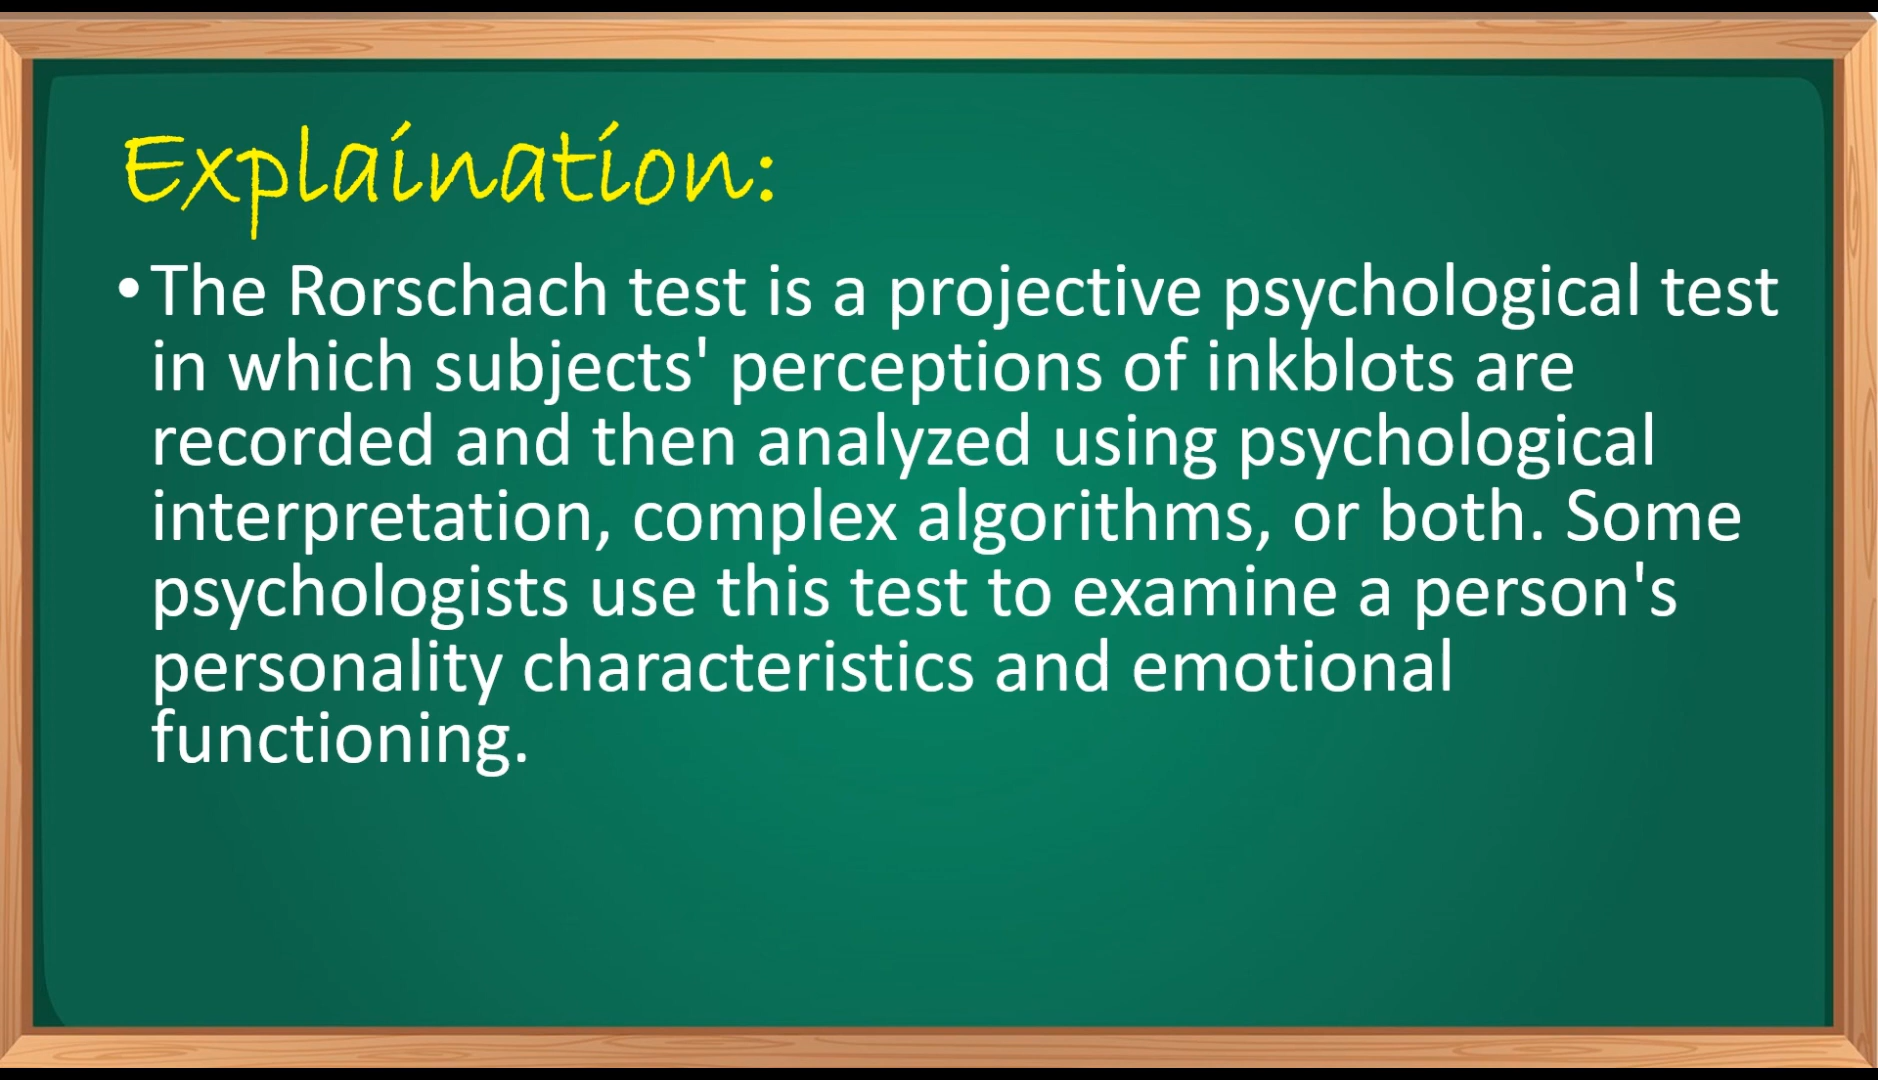 Explaination:
•The Rorschach test is a projective psychological test
in which subjects' perceptions of inkblots are
recorded and then analyzed using psychological
interpretation, complex algorithms, or both. Some
psychologists use this test to examine a person's
personality characteristics and emotional
functioning.